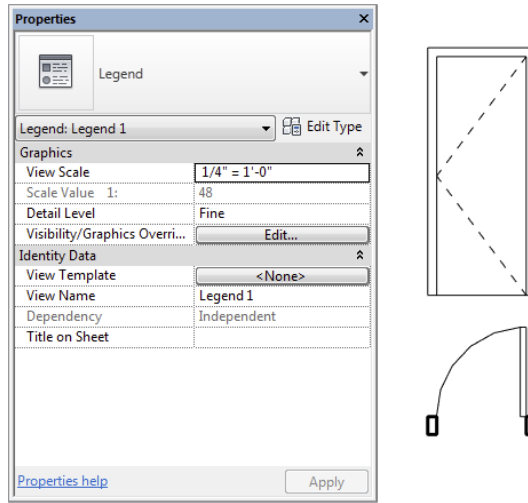 Properties
Legend
Legend: Legend 1 Edit Type
Graphics
View Scale 1/4" = 1'-0"
Scale Value 1: 48
Detail Level Fine
Visibility/Graphics Overri... Edit...
Identity Data
View Template <None>
View Name Legend 1
Dependency Independent
Title on Sheet
Properties help Apply